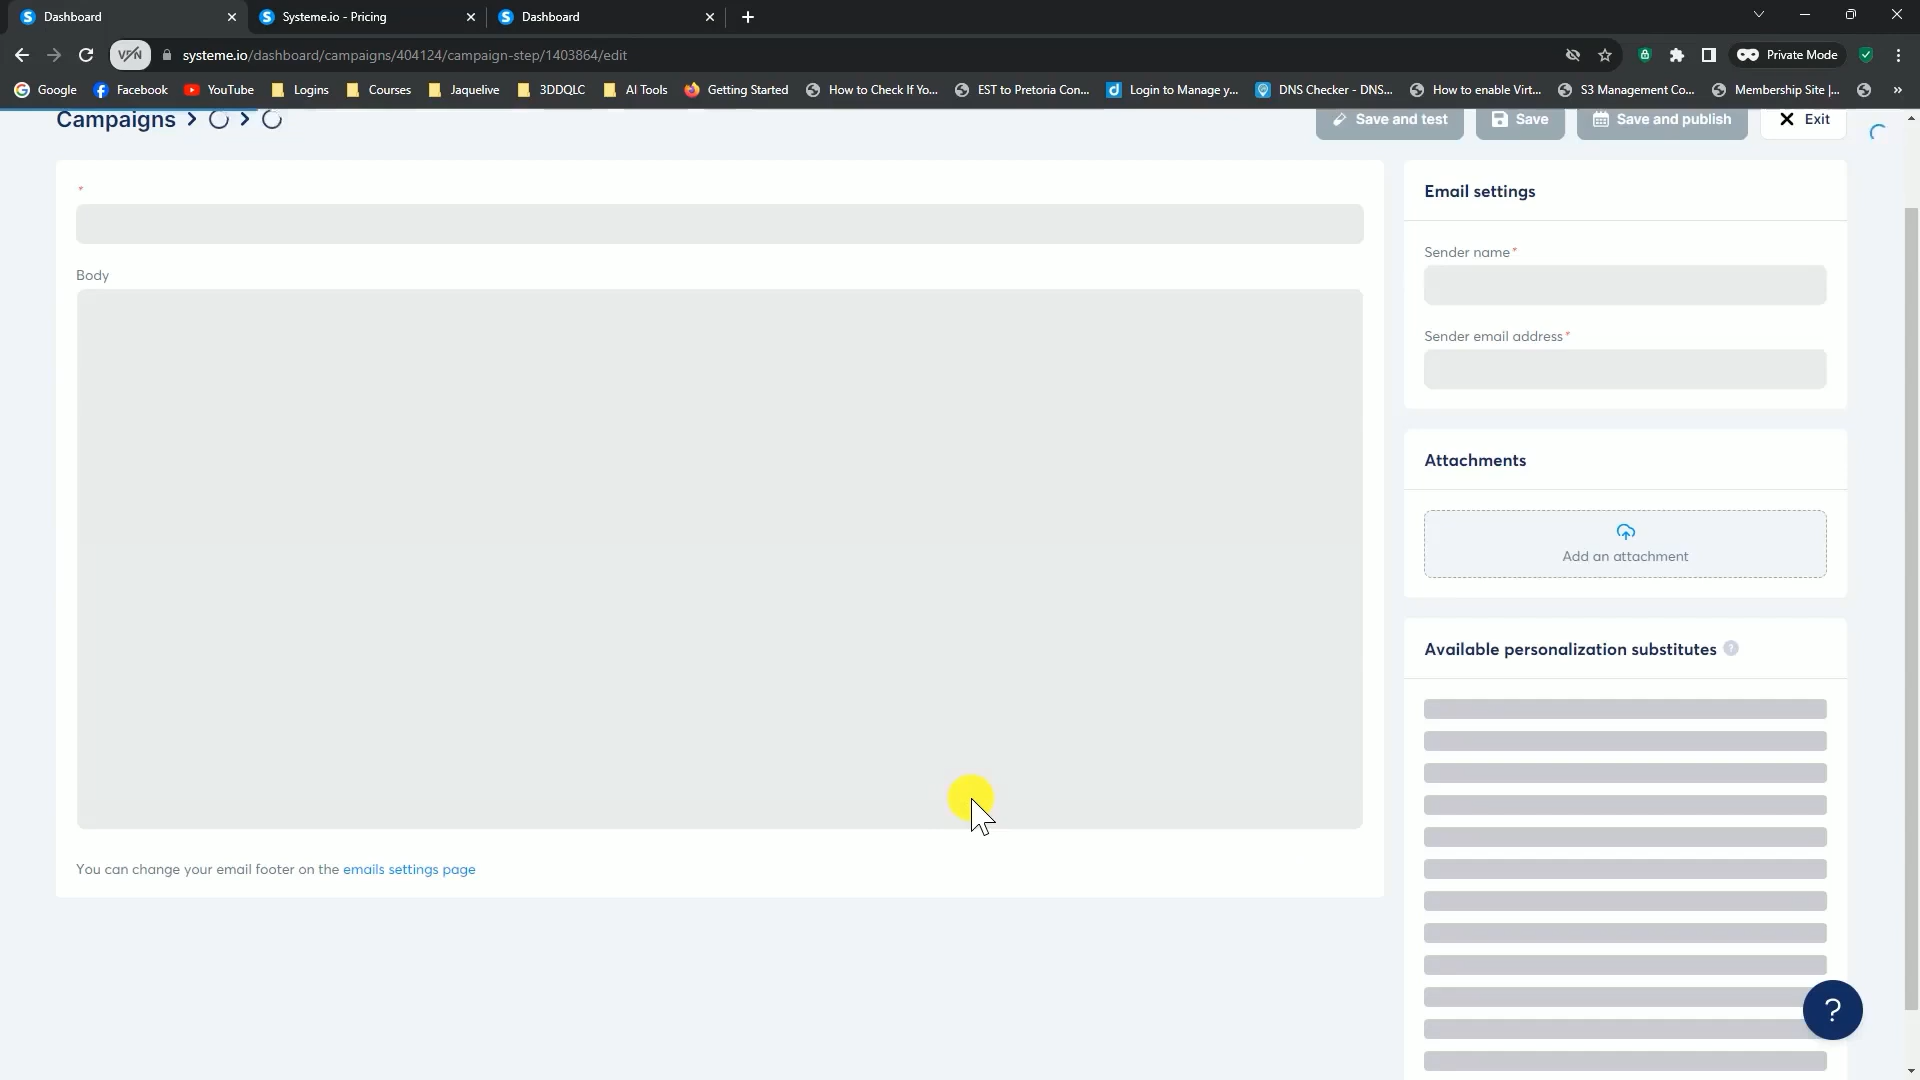 Dashboard
Systeme.io - Pricing
Dashboard
VPN
systeme.io/dashboard/campaigns/404124/campaign-step/1403864/edit
Private Mode
Google
Facebook
YouTube
Logins
Courses
3DDQLC
Jaquelive
AI Tools
Getting Started
How to Check If Yo...
EST to Pretoria Con...
Login to Manage y...
DNS Checker - DNS...
How to enable Virt...
S3 Management Co...
Membership Site |...
»
Campaigns
Save and test
Save
Save and publish
Exit
*
Body
You can change your email footer on the emails settings page
Email settings
Sender name*
Sender email address*
Attachments
Add an attachment
Available personalization substitutes ?
?